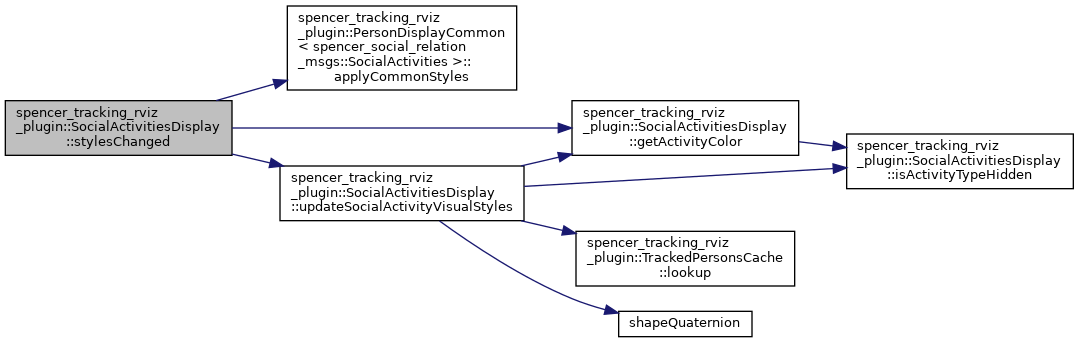 spencer_tracking_rviz
_plugin::PersonDisplayCommon
< spencer_social_relation
_msgs::SocialActivities >::
applyCommonStyles
spencer_tracking_rviz
_plugin::SocialActivitiesDisplay
::stylesChanged
spencer_tracking_rviz
_plugin::SocialActivitiesDisplay
::getActivityColor
spencer_tracking_rviz
_plugin::SocialActivitiesDisplay
::isActivityTypeHidden
spencer_tracking_rviz
_plugin::SocialActivitiesDisplay
::updateSocialActivityVisualStyles
spencer_tracking_rviz
_plugin::TrackedPersonsCache
::lookup
shapeQuaternion